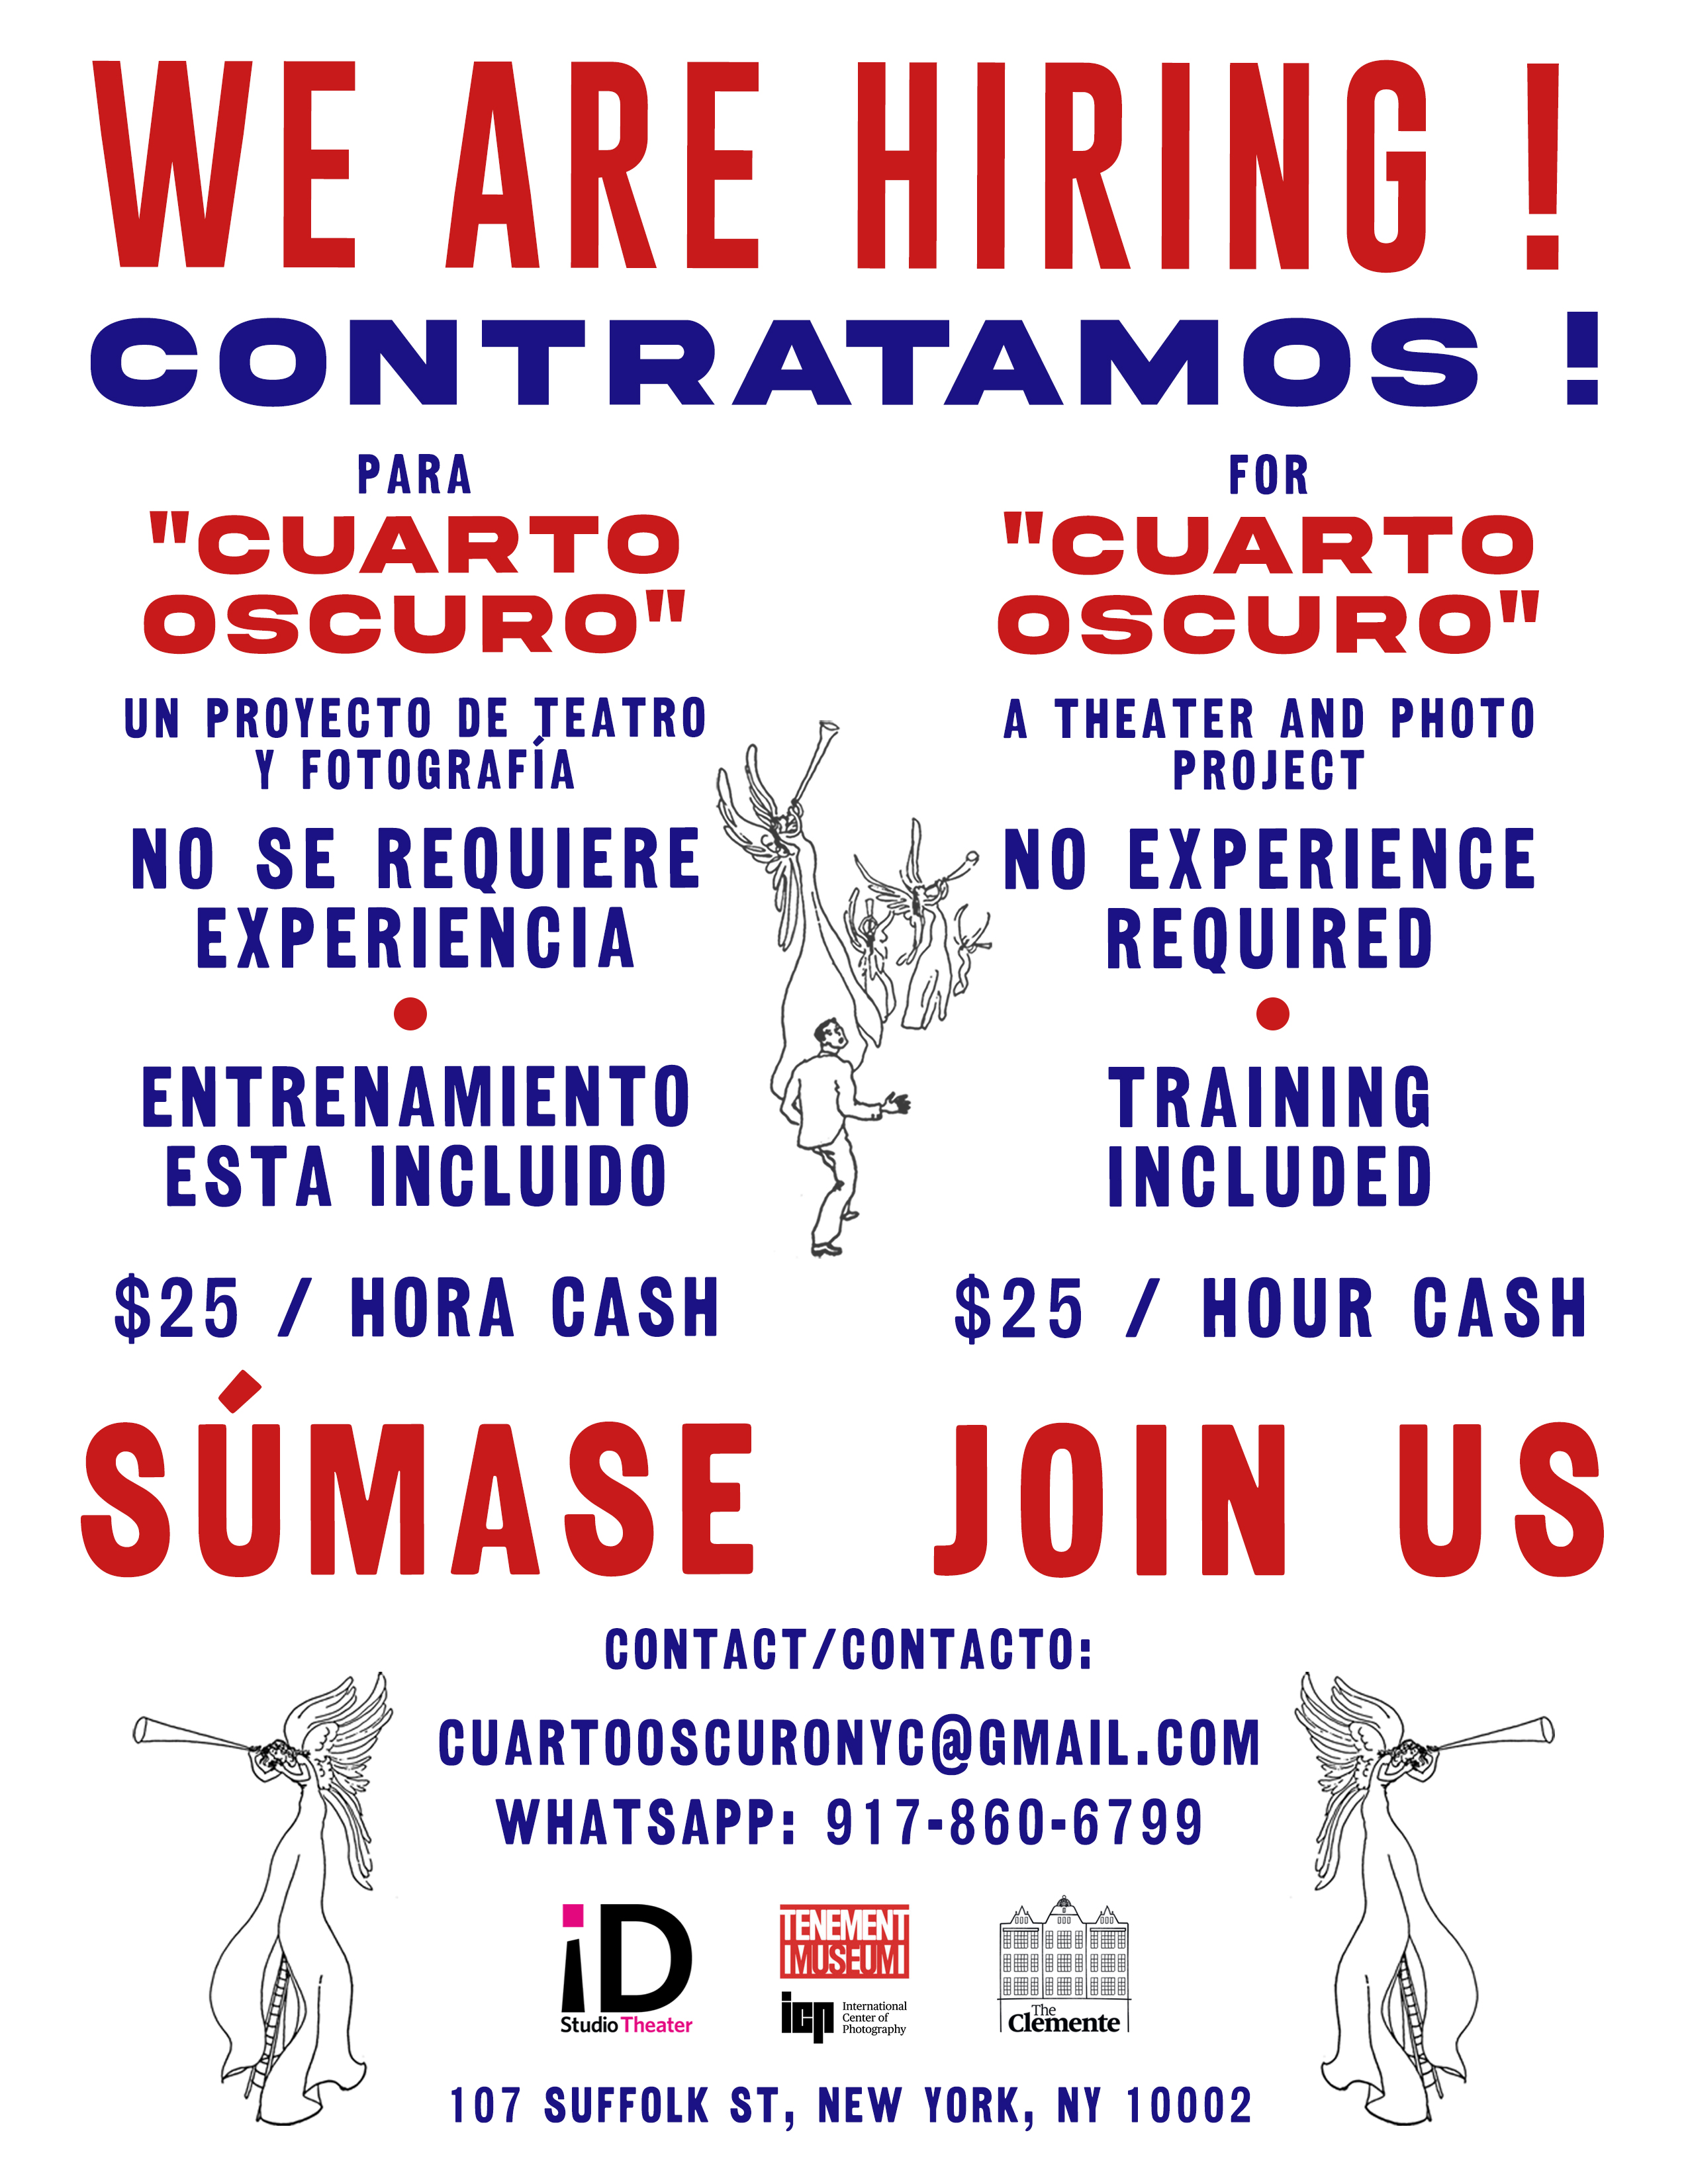 WE ARE HIRING !
CONTRATAMOS !
PARA
"CUARTO
OSCURO"
UN PROYECTO DE TEATRO
Y FOTOGRAFÍA
NO SE REQUIERE
EXPERIENCIA
ENTRENAMIENTO
ESTA INCLUIDO
$25 / HORA CASH
SÚMASE
FOR
"CUARTO
OSCURO"
A THEATER AND PHOTO
PROJECT
NO EXPERIENCE
REQUIRED
TRAINING
INCLUDED
$25 / HOUR CASH
JOIN US
CONTACT/CONTACTO:
CUARTOOSCURONYC@GMAIL.COM
WHATSAPP: 917-860-6799
iD
Studio Theater
TENEMENT
MUSEUM
icp
International
Center of
Photography
The
Clemente
107 SUFFOLK ST, NEW YORK, NY 10002